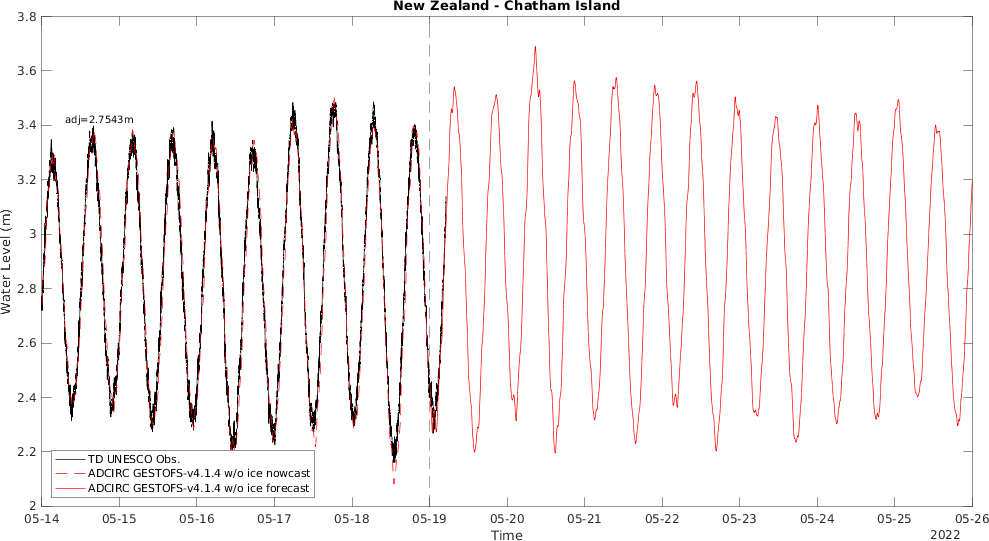 New Zealand - Chatham Island
3.8
3.6
3.4
3.2
3
2.8
2.6
2.4
2.2
2
Water Level (m)
adj=2.7543m
TD UNESCO Obs.
ADCIRC GESTOFS-v4.1.4 w/o ice nowcast
ADCIRC GESTOFS-v4.1.4 w/o ice forecast
05-14 05-15 05-16 05-17 05-18 05-19 05-20 05-21 05-22 05-23 05-24 05-25 05-26
Time
2022